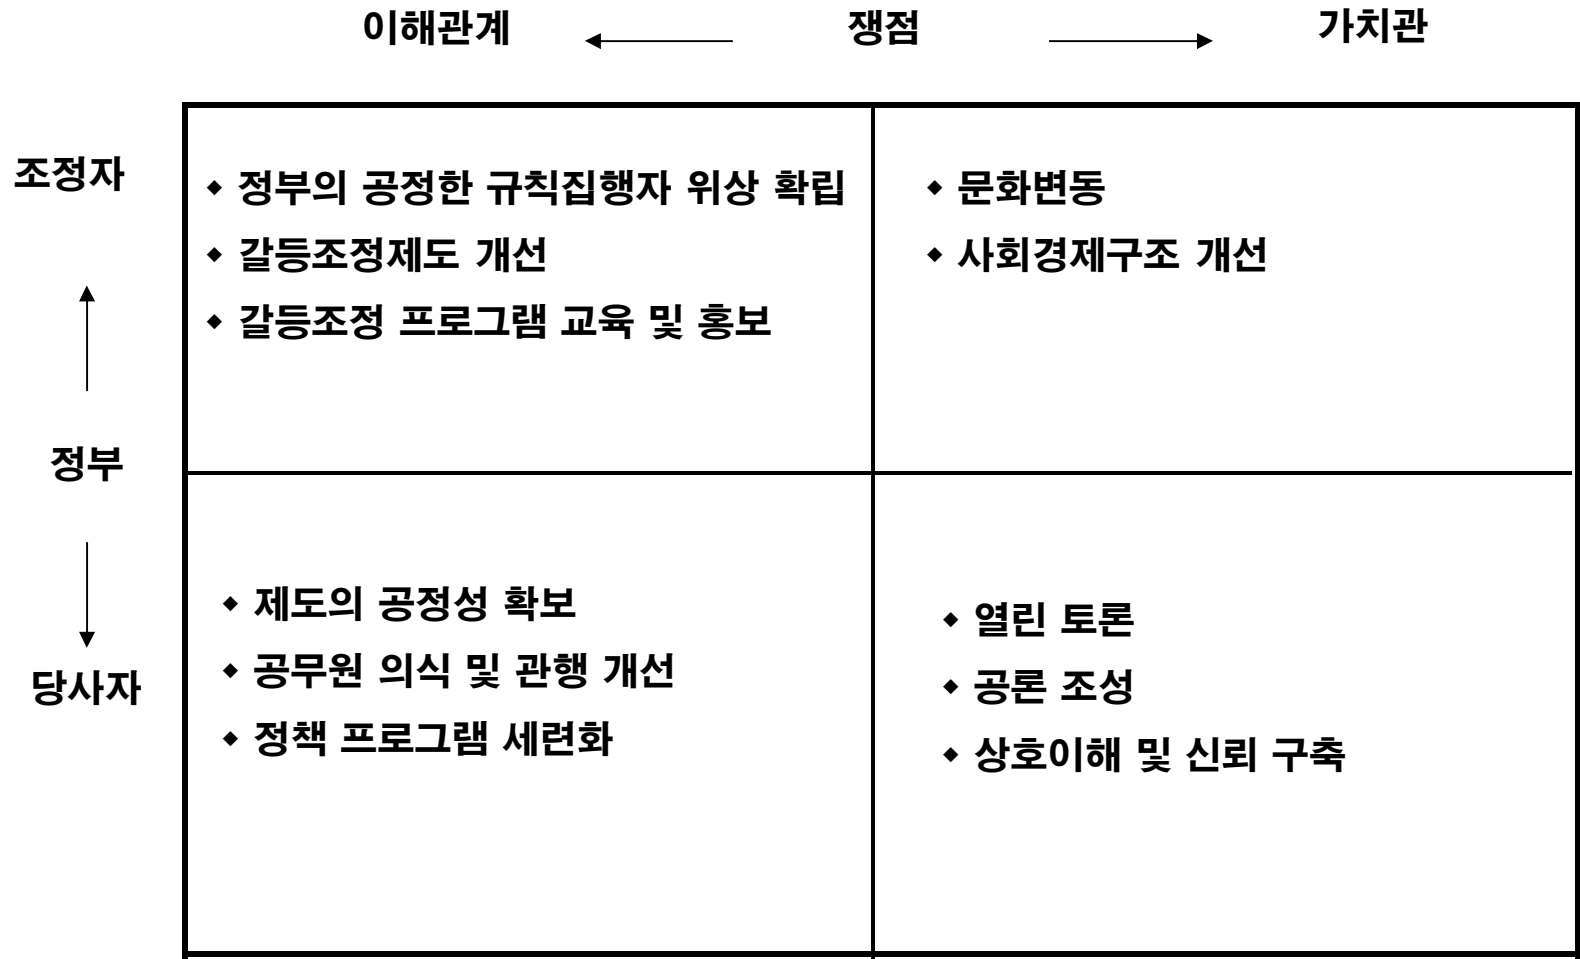 이해관계 쟁점 가치관
조정자
◆ 정부의 공정한 규칙집행자 위상 확립
◆ 갈등조정제도 개선
◆ 갈등조정 프로그램 교육 및 홍보
◆ 문화변동
◆ 사회경제구조 개선
정부
당사자
◆ 제도의 공정성 확보
◆ 공무원 의식 및 관행 개선
◆ 정책 프로그램 세련화
◆ 열린 토론
◆ 공론 조성
◆ 상호이해 및 신뢰 구축